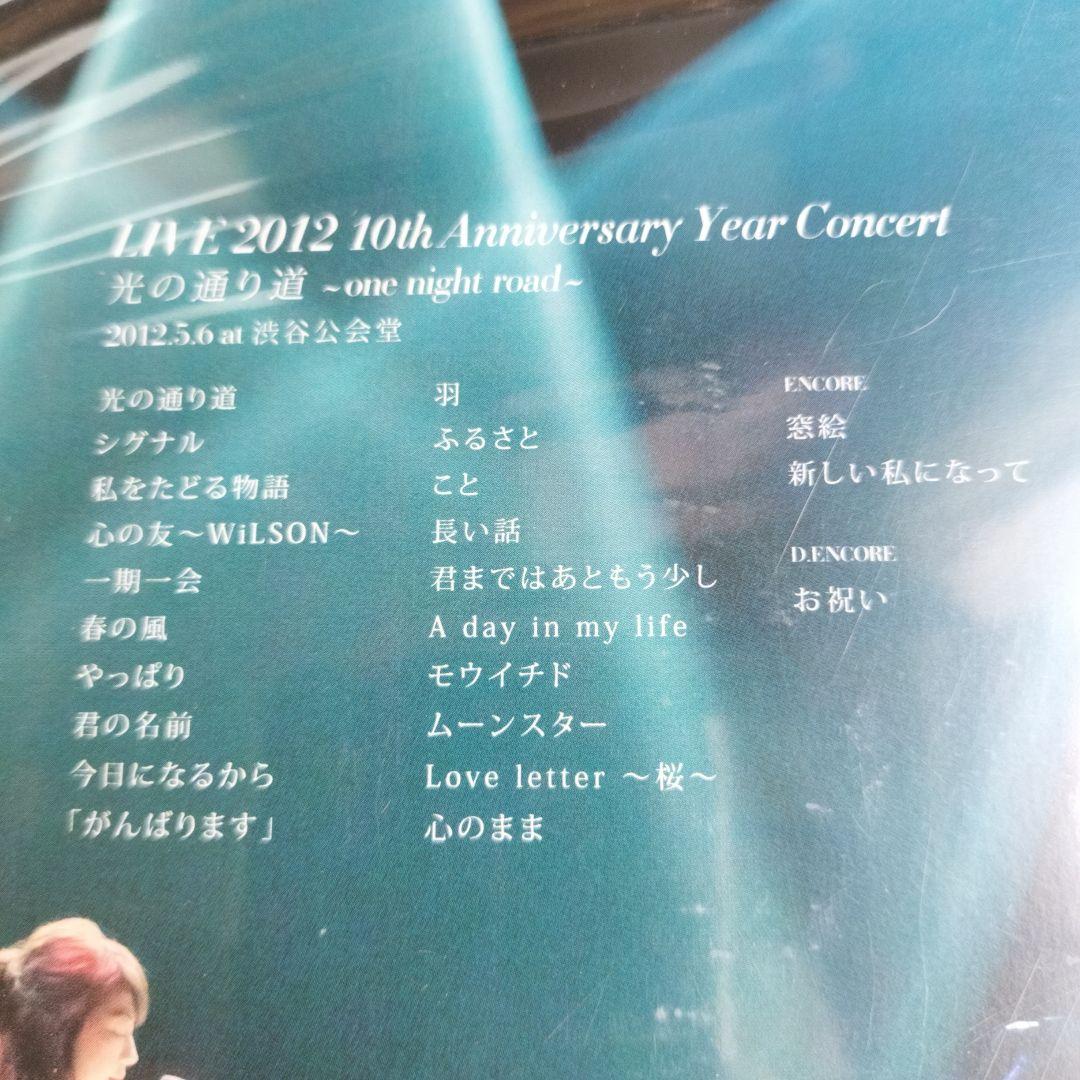 LIVE 2012 10th Anniversary Year Concert
光の通り道 ~one night road~
2012.5.6 at 渋谷公会堂
光の通り道
シグナル
私をたどる物語
心の友～WiLSON～
一期一会
春の風
やっぱり
君の名前
今日になるから
「がんばります」
羽
ふるさと
こと
長い話
君まではあともう少し
A day in my life
モウイチド
ムーンスター
Love letter ～桜～
心のまま
ENCORE
窓絵
新しい私になって
D.ENCORE
お祝い